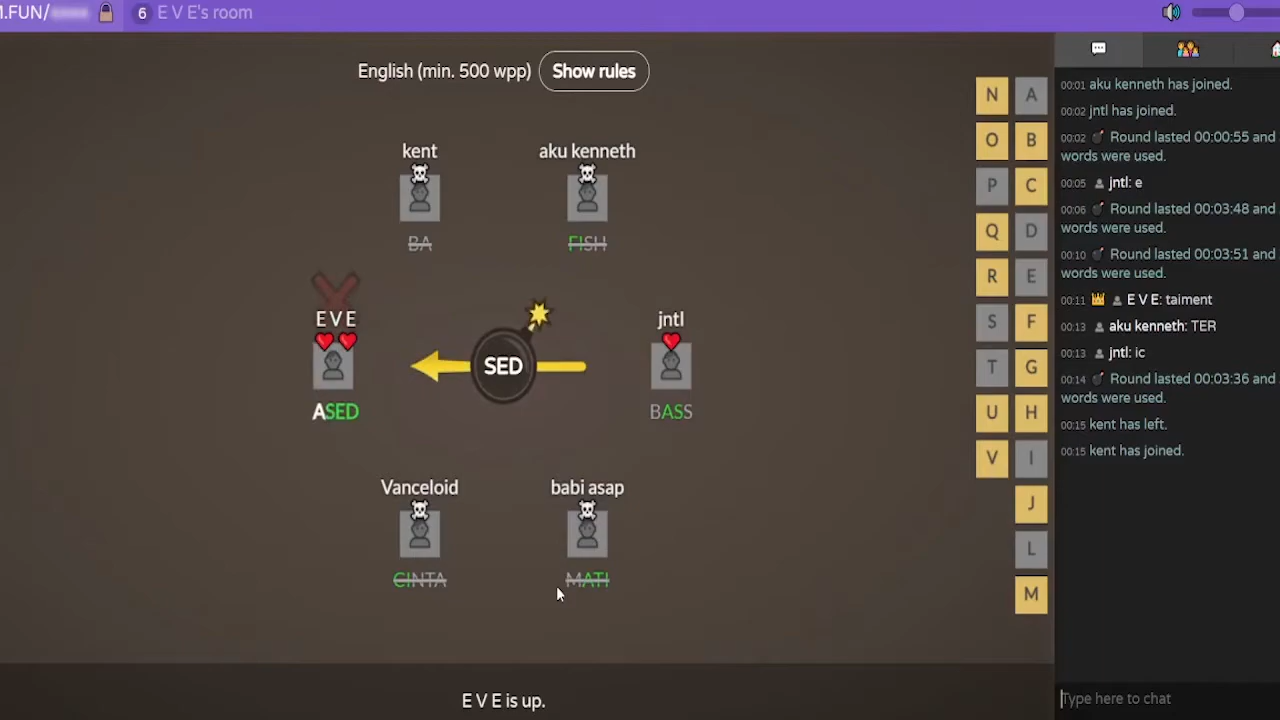 M.FUN/
6 E V E's room
English (min. 500 wpp) Show rules
kent
BA
aku kenneth
FISH
E V E
ASED
SED
jntl
BASS
Vanceloid
CINTA
babi asap
MATI
E V E is up.
N A
O B
P C
Q D
R E
S F
T G
U H
V I
J
L
M
00:01 aku kenneth has joined.
00:02 jntl has joined.
00:02 Round lasted 00:00:55 and
words were used.
00:05 jntl: e
00:06 Round lasted 00:03:48 and
words were used.
00:10 Round lasted 00:03:51 and
words were used.
00:11 E V E: taiment
00:13 aku kenneth: TER
00:13 jntl: ic
00:14 Round lasted 00:03:36 and
words were used.
00:15 kent has left.
00:15 kent has joined.
Type here to chat